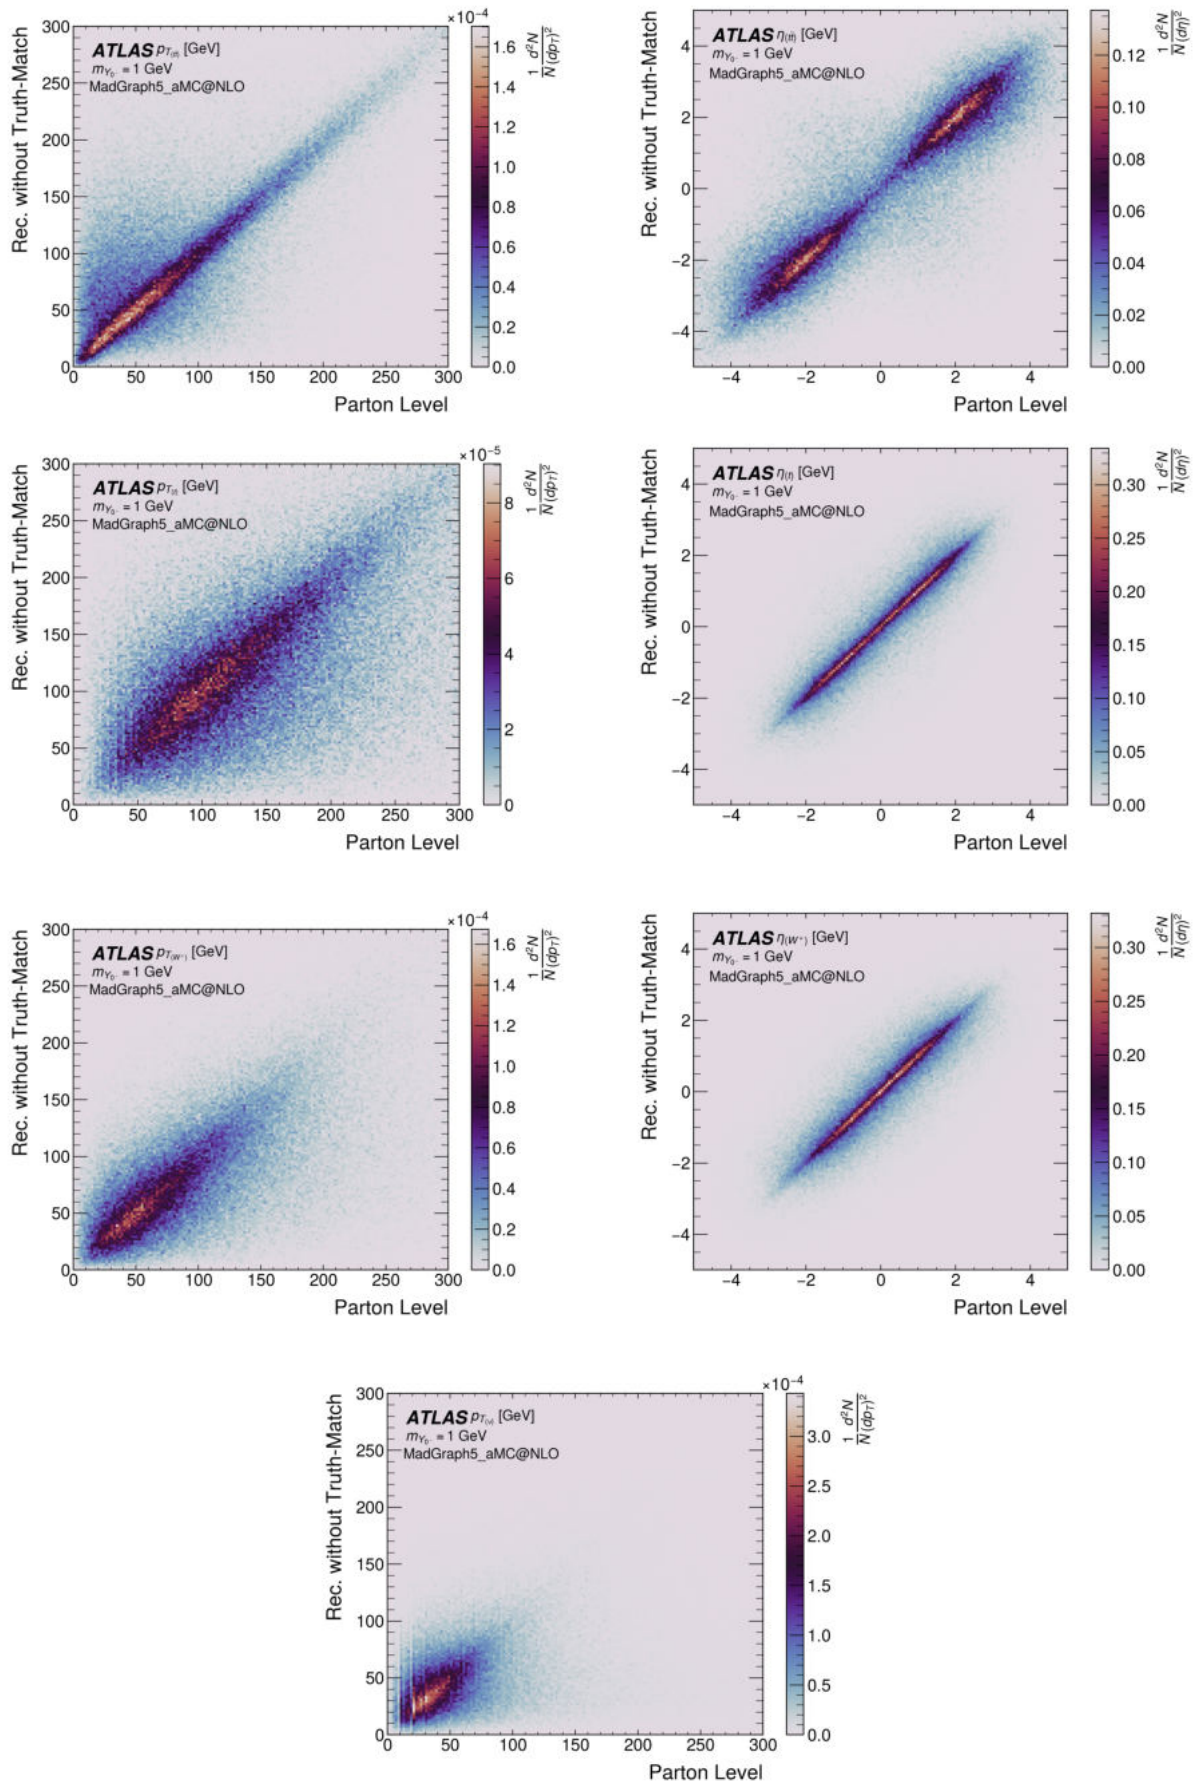 ×10⁻⁴
ATLAS p_T(tt̄) [GeV]
m_Y₀₋ = 1 GeV
MadGraph5_aMC@NLO
Rec. without Truth-Match
300
250
200
150
100
50
0
0 50 100 150 200 250 300
Parton Level
1.6
1.4
1.2
1.0
0.8
0.6
0.4
0.2
0.0
1/N d²N/(dp_T)²
ATLAS η(tt̄) [GeV]
m_Y₀₋ = 1 GeV
MadGraph5_aMC@NLO
Rec. without Truth-Match
4
2
0
−2
−4
−4 −2 0 2 4
Parton Level
0.12
0.10
0.08
0.06
0.04
0.02
0.00
1/N d²N/(dη)²
×10⁻⁵
ATLAS [GeV]
m_Y₀₋ = 1 GeV
MadGraph5_aMC@NLO
Rec. without Truth-Match
300
250
200
150
100
50
0
0 50 100 150 200 250 300
Parton Level
8
6
4
2
0
1/N d²N/(dp_T)²
ATLAS [GeV]
m_Y₀₋ = 1 GeV
MadGraph5_aMC@NLO
Rec. without Truth-Match
4
2
0
−2
−4
−4 −2 0 2 4
Parton Level
0.30
0.25
0.20
0.15
0.10
0.05
0.00
1/N d²N/(dη)²
×10⁻⁴
ATLAS [GeV]
m_Y₀₋ = 1 GeV
MadGraph5_aMC@NLO
Rec. without Truth-Match
300
250
200
150
100
50
0
0 50 100 150 200 250 300
Parton Level
1.6
1.4
1.2
1.0
0.8
0.6
0.4
0.2
0.0
1/N d²N/(dp_T)²
ATLAS η(W⁺) [GeV]
m_Y₀₋ = 1 GeV
MadGraph5_aMC@NLO
Rec. without Truth-Match
4
2
0
−2
−4
−4 −2 0 2 4
Parton Level
0.30
0.25
0.20
0.15
0.10
0.05
0.00
1/N d²N/(dη)²
×10⁻⁴
ATLAS [GeV]
m_Y₀₋ = 1 GeV
MadGraph5_aMC@NLO
Rec. without Truth-Match
300
250
200
150
100
50
0
0 50 100 150 200 250 300
Parton Level
3.0
2.5
2.0
1.5
1.0
0.5
0.0
1/N d²N/(dp_T)²